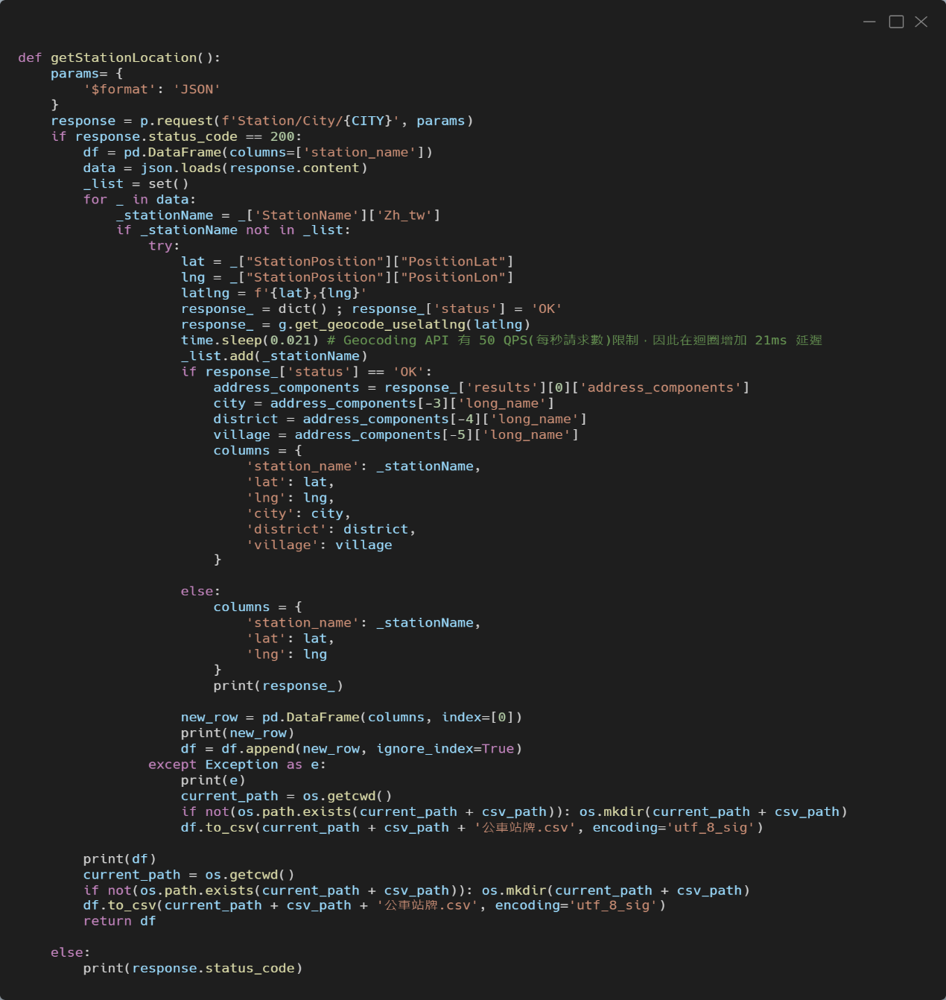 def getStationLocation():
    params= {
        '$format': 'JSON'
    }
    response = p.request(f'Station/City/{CITY}', params)
    if response.status_code == 200:
        df = pd.DataFrame(columns=['station_name'])
        data = json.loads(response.content)
        _list = set()
        for _ in data:
            _stationName = _['StationName']['Zh_tw']
            if _stationName not in _list:
                try:
                    lat = _["StationPosition"]["PositionLat"]
                    lng = _["StationPosition"]["PositionLon"]
                    latlng = f'{lat},{lng}'
                    response_ = dict() ; response_['status'] = 'OK'
                    response_ = g.get_geocode_uselatlng(latlng)
                    time.sleep(0.021) # Geocoding API 有 50 QPS(每秒請求數)限制，因此在迴圈增加 21ms 延遲
                    _list.add(_stationName)
                    if response_['status'] == 'OK':
                        address_components = response_['results'][0]['address_components']
                        city = address_components[-3]['long_name']
                        district = address_components[-4]['long_name']
                        village = address_components[-5]['long_name']
                        columns = {
                            'station_name': _stationName,
                            'lat': lat,
                            'lng': lng,
                            'city': city,
                            'district': district,
                            'village': village
                        }

                    else:
                        columns = {
                            'station_name': _stationName,
                            'lat': lat,
                            'lng': lng
                        }
                        print(response_)

                    new_row = pd.DataFrame(columns, index=[0])
                    print(new_row)
                    df = df.append(new_row, ignore_index=True)
                except Exception as e:
                    print(e)
                    current_path = os.getcwd()
                    if not(os.path.exists(current_path + csv_path)): os.mkdir(current_path + csv_path)
                    df.to_csv(current_path + csv_path + '公車站牌.csv', encoding='utf_8_sig')

        print(df)
        current_path = os.getcwd()
        if not(os.path.exists(current_path + csv_path)): os.mkdir(current_path + csv_path)
        df.to_csv(current_path + csv_path + '公車站牌.csv', encoding='utf_8_sig')
        return df

    else:
        print(response.status_code)